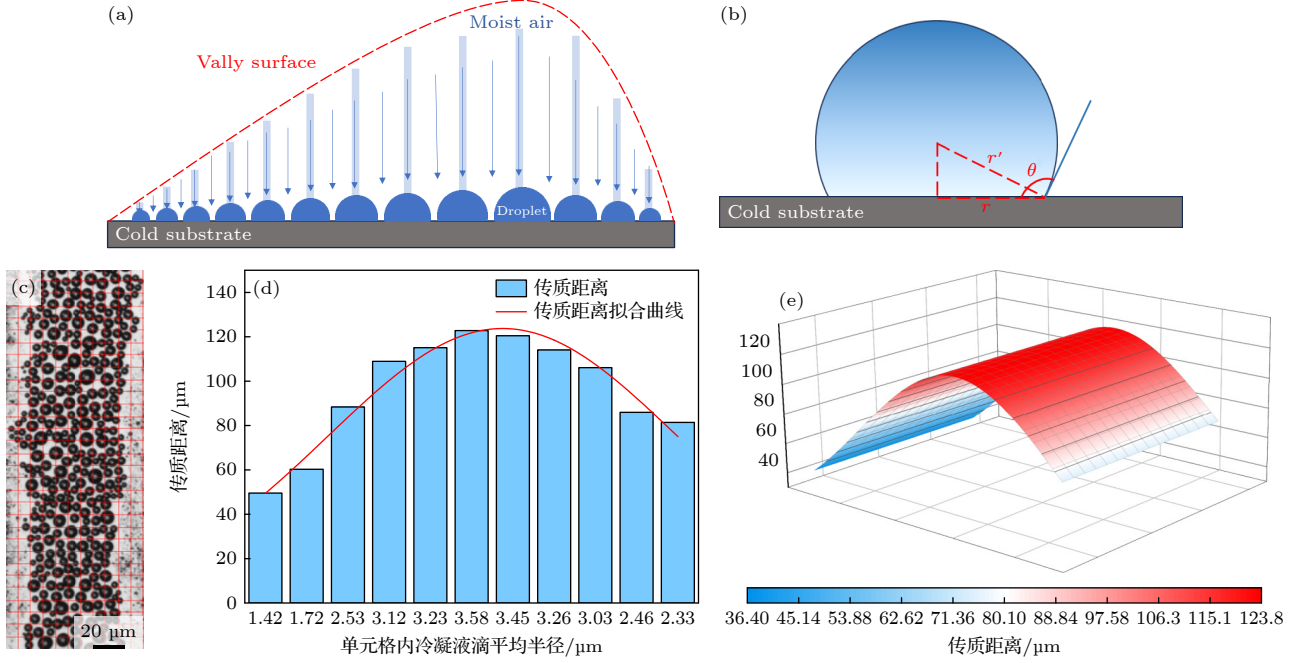 (a)
Moist air
Vally surface
Droplet
Cold substrate
(b)
r′
θ
r
Cold substrate
(c)
20 µm
(d)
传质距离
传质距离拟合曲线
传质距离/µm
140
120
100
80
60
40
20
0
1.42 1.72 2.53 3.12 3.23 3.58 3.45 3.26 3.03 2.46 2.33
单元格内冷凝液滴平均半径/µm
(e)
120
100
80
60
40
36.40 45.14 53.88 62.62 71.36 80.10 88.84 97.58 106.3 115.1 123.8
传质距离/µm